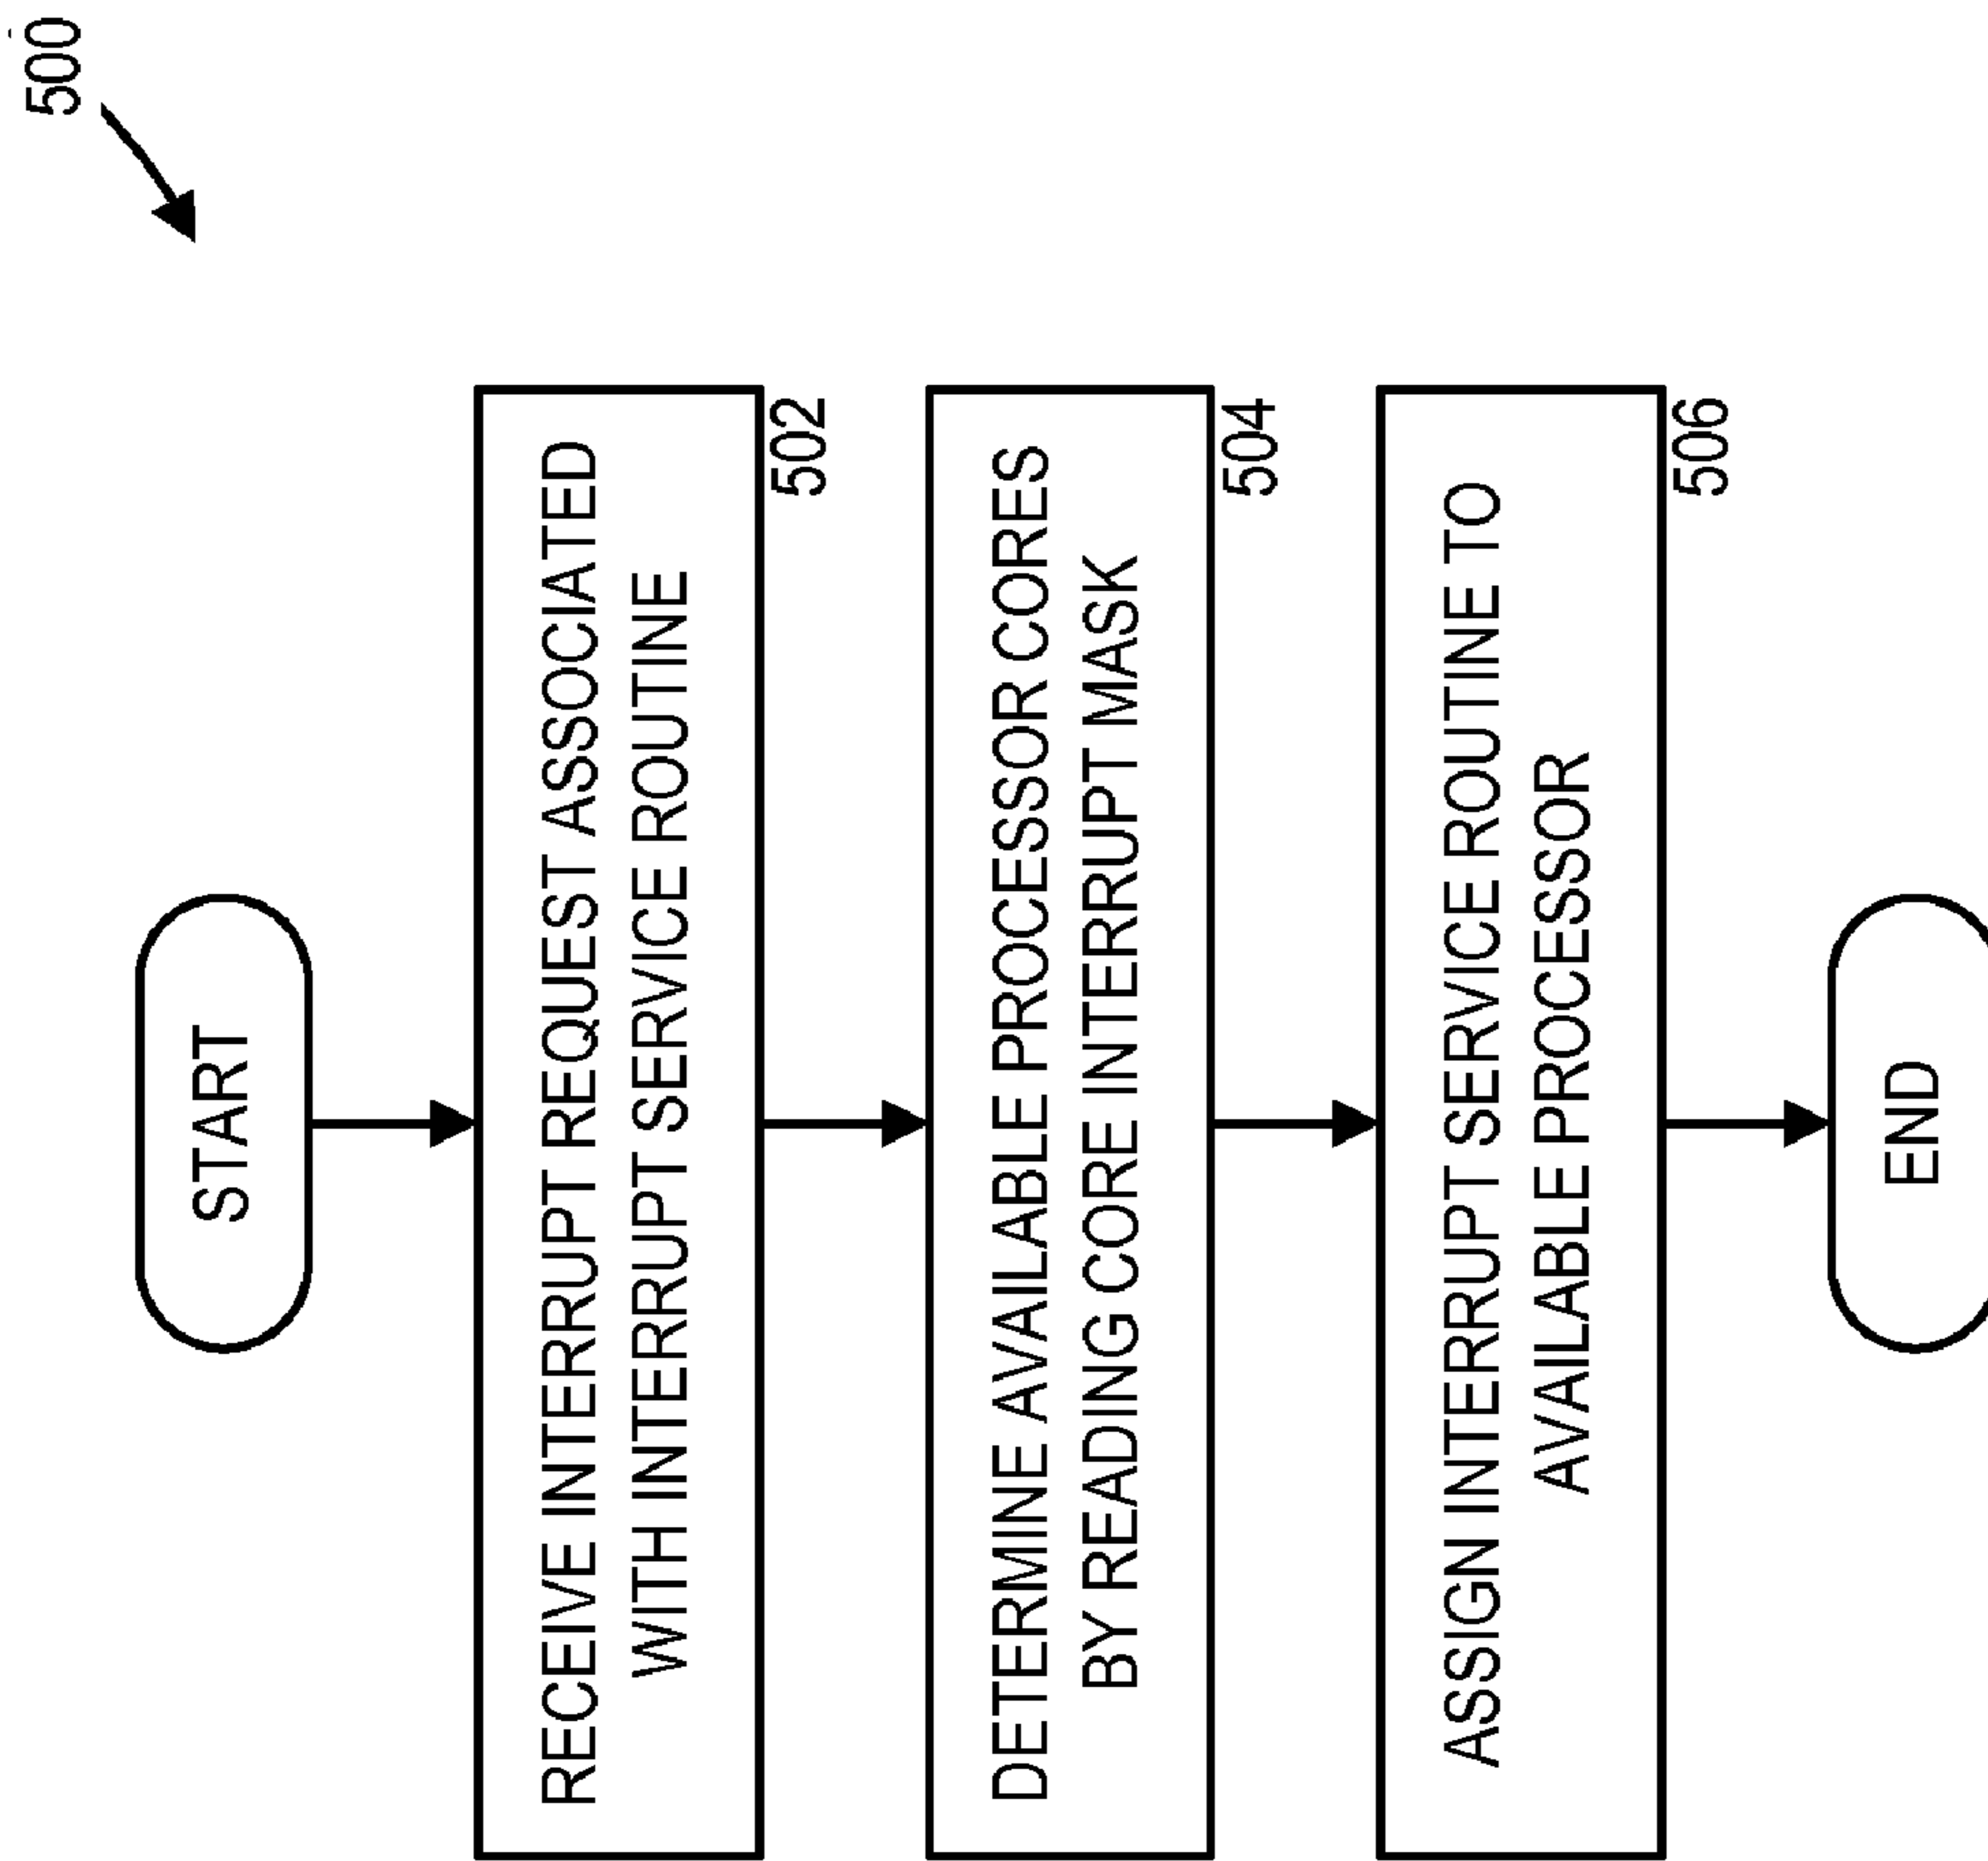 500
START
RECEIVE INTERRUPT REQUEST ASSOCIATED
WITH INTERRUPT SERVICE ROUTINE
502
DETERMINE AVAILABLE PROCESSOR CORES
BY READING CORE INTERRUPT MASK
504
ASSIGN INTERRUPT SERVICE ROUTINE TO
AVAILABLE PROCESSOR
506
END